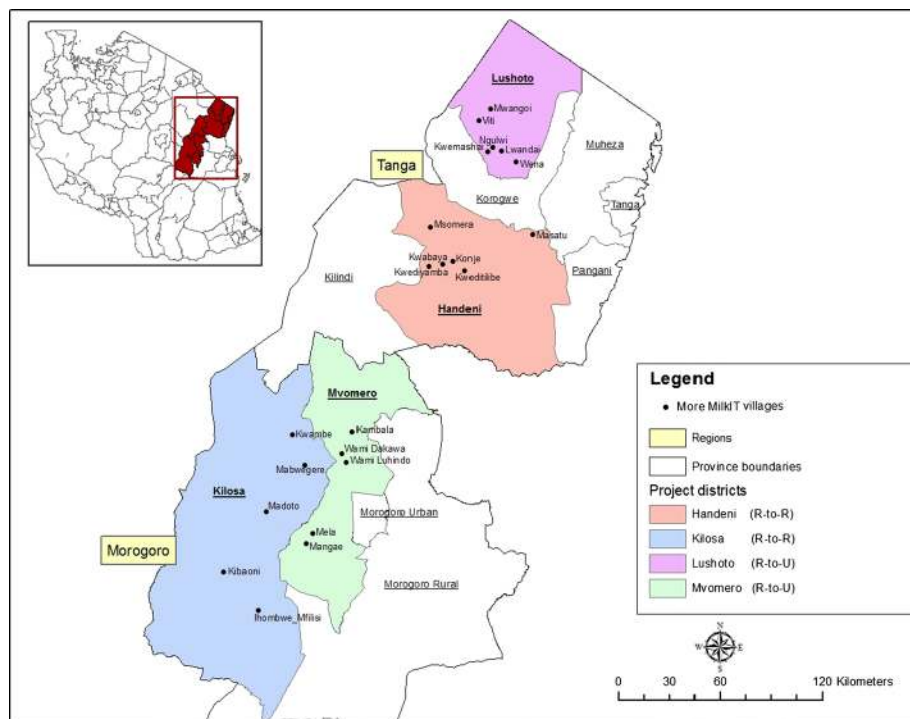 Lushoto
Mwangoi
Viti
Ngulwi
Kwemashai
Lwandai
Wena
Muheza
Tanga
Korogwe
Tanga
Msomera
Masatu
Kwabaya
Konje
Kwediyamba
Kweditilibe
Kilindi
Pangani
Handeni
Mvomero
Kwambe
Kambala
Wami Dakawa
Wami Luhindo
Mabwegere
Kilosa
Madoto
Morogoro Urban
Mela
Mangae
Morogoro
Kibaoni
Morogoro Rural
Ihombwe_Mfilisi
Legend
More MilkIT villages
Regions
Province boundaries
Project districts
Handeni (R-to-R)
Kilosa (R-to-R)
Lushoto (R-to-U)
Mvomero (R-to-U)
N
W E
S
0 30 60 120 Kilometers